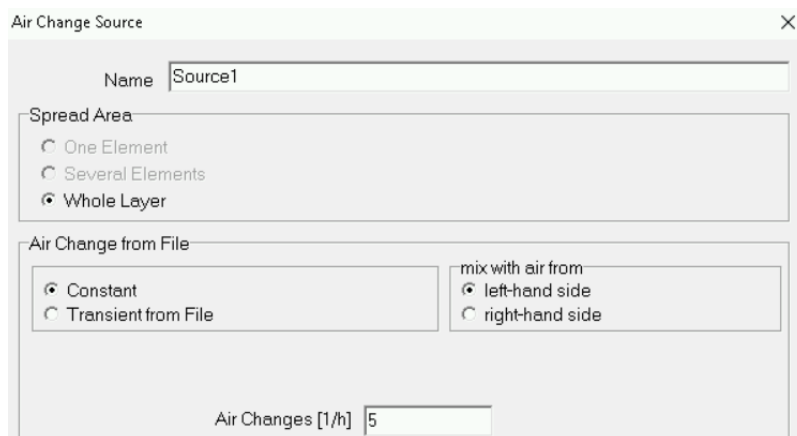 Air Change Source
Name Source1
Spread Area
One Element
Several Elements
Whole Layer
Air Change from File
Constant
Transient from File
mix with air from
left-hand side
right-hand side
Air Changes [1/h] 5